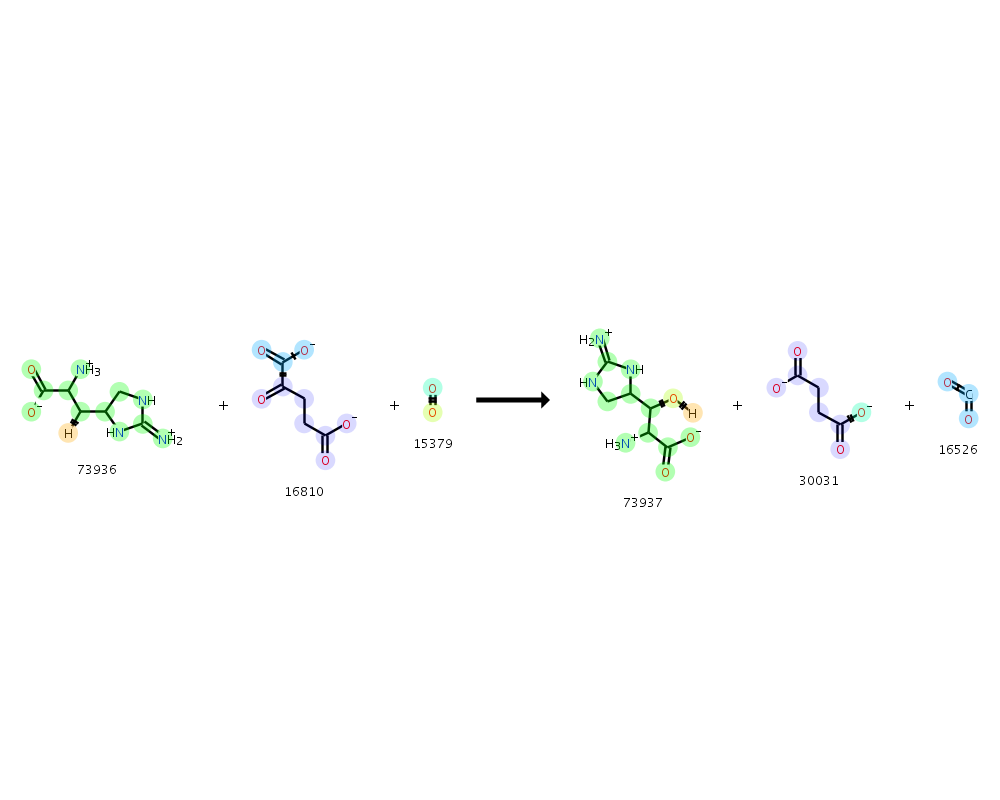 O NH₃⁺ NH
O⁻ H HN NH₂⁺
73936
+
O O⁻
O O⁻
O
16810
+
O
O
15379
H₂N⁺
HN NH
O H
H₃N⁺ O⁻
O
73937
+
O
O⁻ O⁻
O
30031
+
O C
O
16526